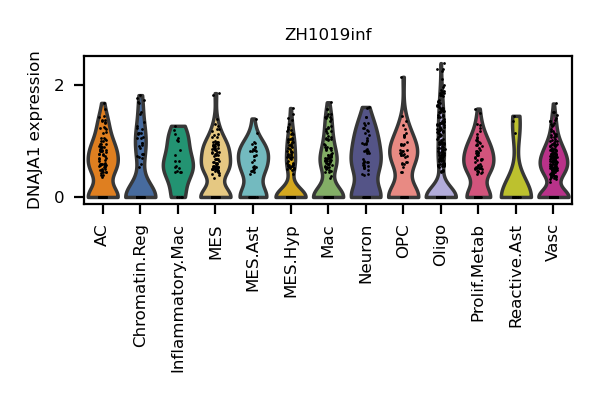 ZH1019inf
DNAJA1 expression
2
0
AC
Chromatin.Reg
Inflammatory.Mac
MES
MES.Ast
MES.Hyp
Mac
Neuron
OPC
Oligo
Prolif.Metab
Reactive.Ast
Vasc